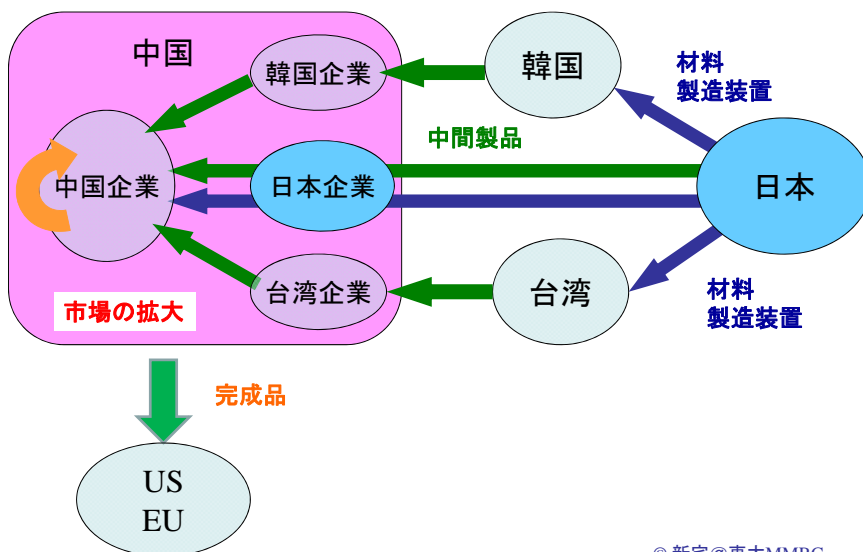 中国
韓国企業
韓国
材料
製造装置
中間製品
中国企業
日本企業
日本
台湾企業
台湾
市場の拡大
材料
製造装置
完成品
US
EU